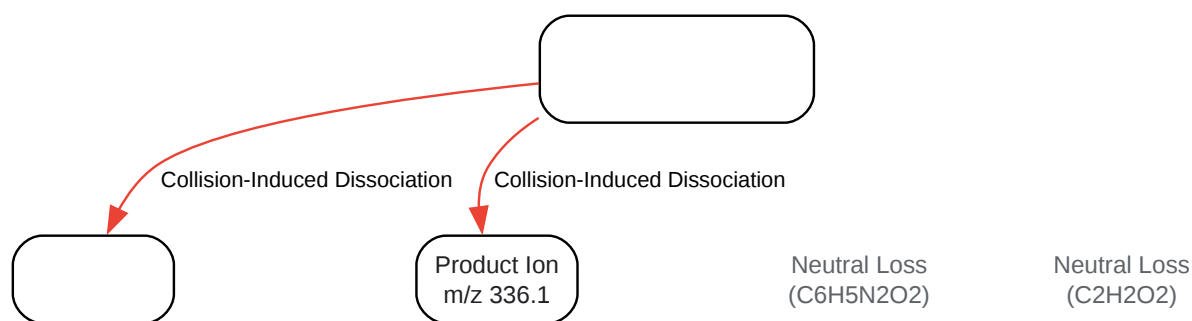 Collision-Induced Dissociation
Collision-Induced Dissociation
Product Ion
m/z 336.1
Neutral Loss
(C6H5N2O2)
Neutral Loss
(C2H2O2)